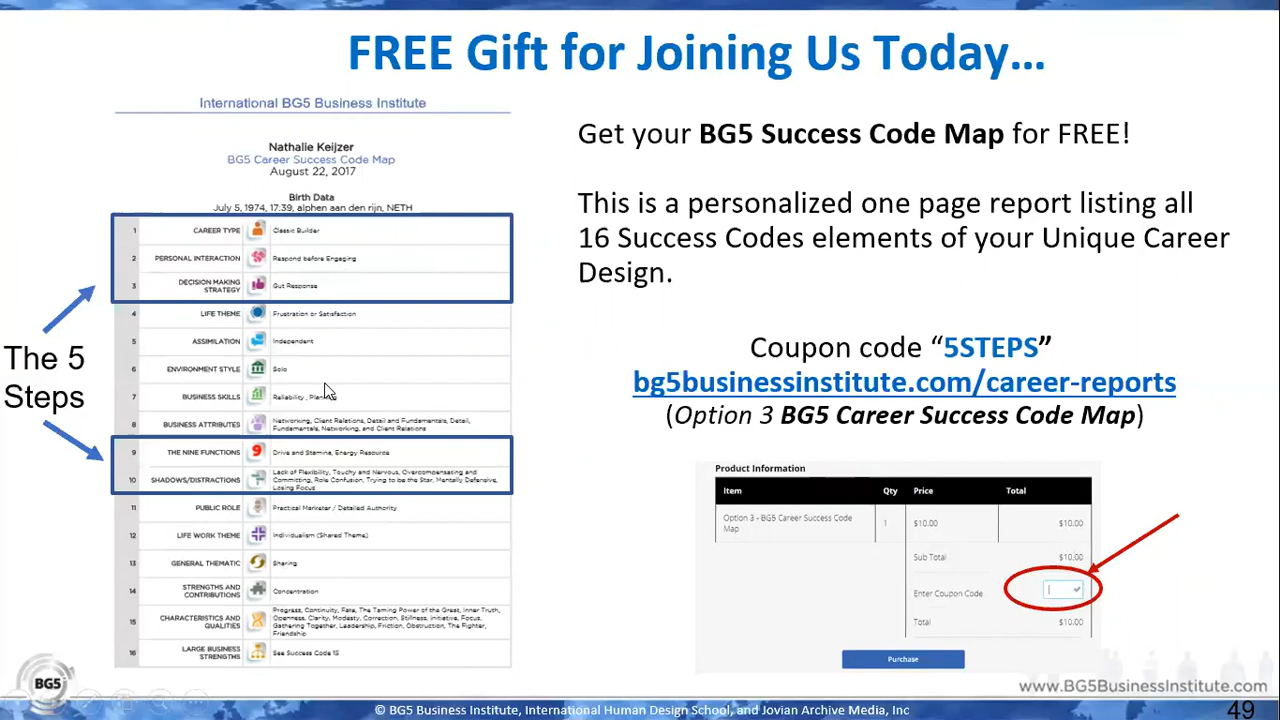 FREE Gift for Joining Us Today...
International BG5 Business Institute
Nathalie Keijzer
BG5 Career Success Code Map
August 22, 2017
Birth Data
July 5, 1974, 17:39, alphen aan den rijn, NETH
1 CAREER TYPE Classic Builder
2 PERSONAL INTERACTION Respond before Engaging
3 DECISION MAKING STRATEGY Gut Response
4 LIFE THEME Frustration or Satisfaction
5 ASSIMILATION Independent
6 ENVIRONMENT STYLE Solo
7 BUSINESS SKILLS Reliability, 
8 BUSINESS ATTRIBUTES Networking, Client Relations, Detail and Fundamentals, Detail,
Fundamentals, Networking, and Client Relations
9 THE NINE FUNCTIONS 9 Drive and Stamina, Energy Resource
10 SHADOWS/DISTRACTIONS Lack of Flexibility, Touchy and Nervous, Overcompensating and
Committing, Role Confusion, Trying to be the Star, Mentally Defensive,
Losing Focus
11 PUBLIC ROLE Practical Marketer / Detailed Authority
12 LIFE WORK THEME Individualism (Shared Theme)
13 GENERAL THEMATIC Sharing
14 STRENGTHS AND CONTRIBUTIONS Concentration
15 CHARACTERISTICS AND QUALITIES Progress, Continuity, Fate, The Taming Power of the Great, Inner Truth,
Openness, Clarity, Modesty, Correction, Stillness, Initiative, Focus,
Gathering Together, Leadership, Friction, Obstruction, The Fighter,
Friendship
16 LARGE BUSINESS STRENGTHS See Success Code 15
The 5
Steps
Get your BG5 Success Code Map for FREE!
This is a personalized one page report listing all
16 Success Codes elements of your Unique Career
Design.
Coupon code “5STEPS”
bg5businessinstitute.com/career-reports
(Option 3 BG5 Career Success Code Map)
Product Information
Item Qty Price Total
Option 3 - BG5 Career Success Code 1 $10.00 $10.00
Map
Sub Total $10.00
Enter Coupon Code
Total $10.00
Purchase
BG5
www.BG5BusinessInstitute.com
© BG5 Business Institute, International Human Design School, and Jovian Archive Media, Inc
49